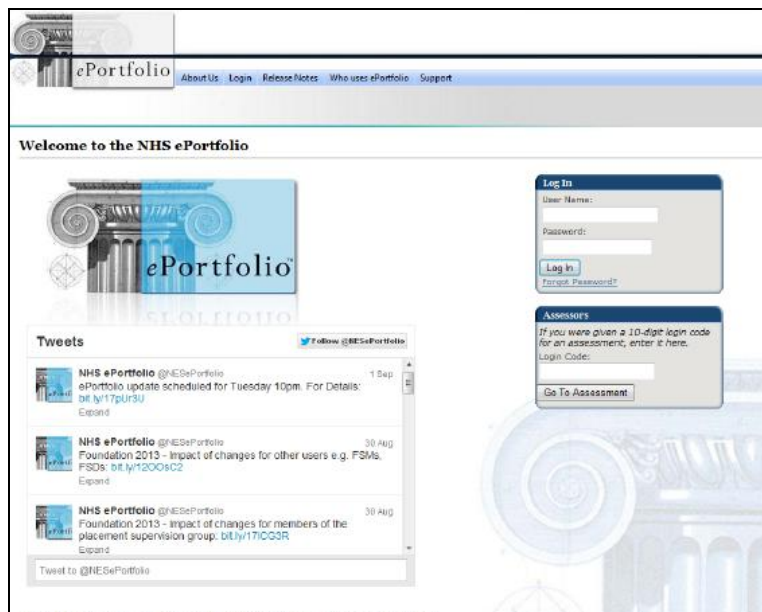 ePortfolio
About Us Login Release Notes Who uses ePortfolio Support
Welcome to the NHS ePortfolio
ePortfolio™
Tweets
Follow @NESePortfolio
NHS ePortfolio @NESePortfolio 1 Sep
ePortfolio update scheduled for Tuesday 10pm. For Details:
bit.ly/17pUr3U
Expand
NHS ePortfolio @NESePortfolio 30 Aug
Foundation 2013 - Impact of changes for other users e.g. FSMs,
FSDs: bit.ly/12OOsC2
Expand
NHS ePortfolio @NESePortfolio 30 Aug
Foundation 2013 - Impact of changes for members of the
placement supervision group: bit.ly/17ICG3R
Expand
Tweet to @NESePortfolio
Log In
User Name:
Password:
Log In
Forgot Password?
Assessors
If you were given a 10-digit login code
for an assessment, enter it here.
Login Code:
Go To Assessment